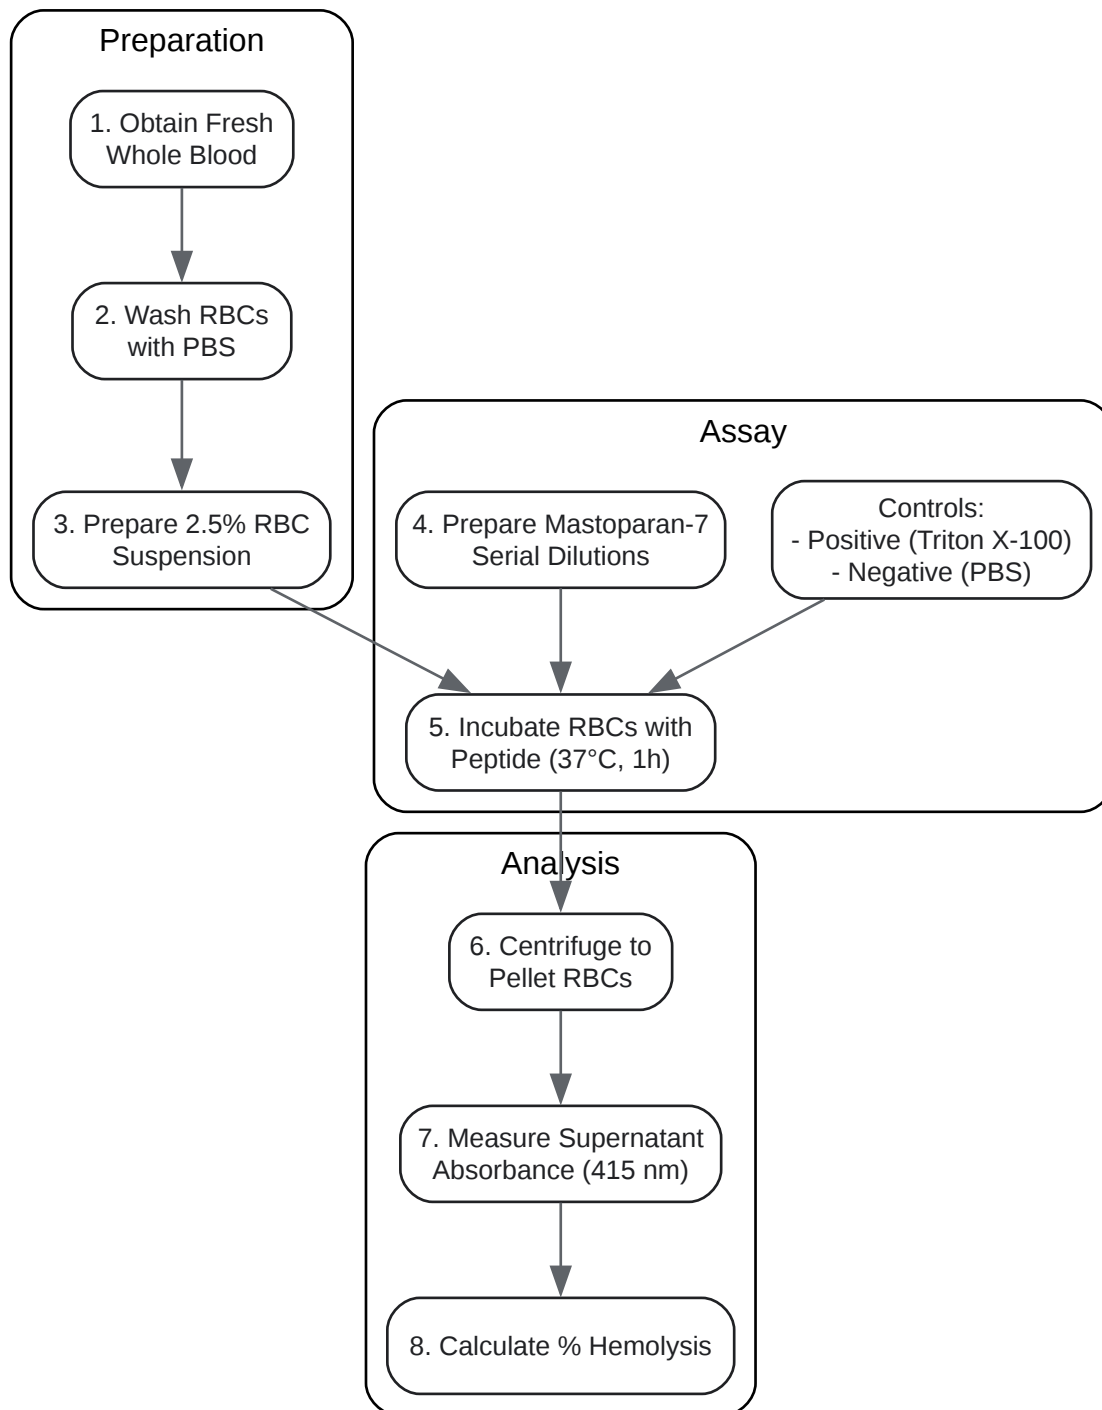 Preparation
1. Obtain Fresh
Whole Blood
2. Wash RBCs
with PBS
3. Prepare 2.5% RBC
Suspension
Assay
4. Prepare Mastoparan-7
Serial Dilutions
Controls:
- Positive (Triton X-100)
- Negative (PBS)
5. Incubate RBCs with
Peptide (37°C, 1h)
Analysis
6. Centrifuge to
Pellet RBCs
7. Measure Supernatant
Absorbance (415 nm)
8. Calculate % Hemolysis